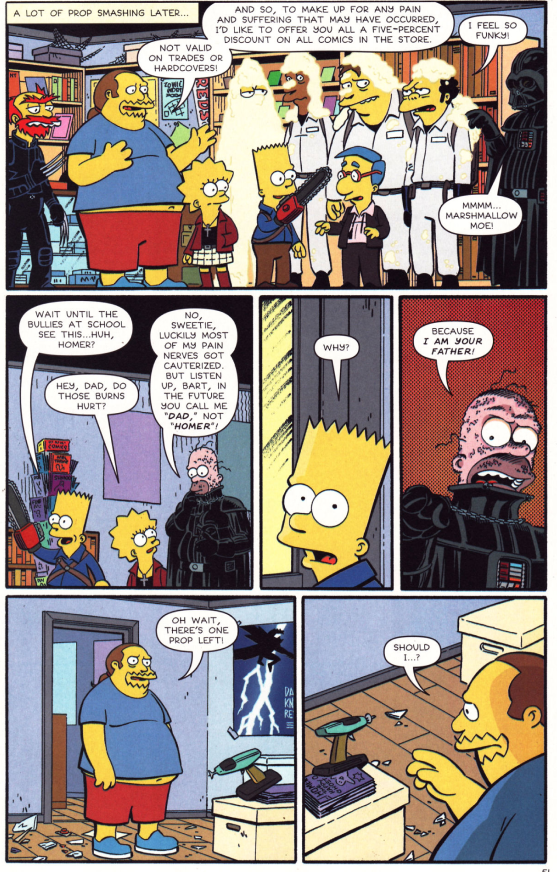 A LOT OF PROP SMASHING LATER...
AND SO, TO MAKE UP FOR ANY PAIN
AND SUFFERING THAT MAY HAVE OCCURRED,
I'D LIKE TO OFFER YOU ALL A FIVE-PERCENT
DISCOUNT ON ALL COMICS IN THE STORE.
NOT VALID
ON TRADES OR
HARDCOVERS!
I FEEL SO
FUNKY!
MMMM...
MARSHMALLOW
MOE!
WAIT UNTIL THE
BULLIES AT SCHOOL
SEE THIS...HUH,
HOMER?
HEY, DAD, DO
THOSE BURNS
HURT?
NO,
SWEETIE,
LUCKILY MOST
OF MY PAIN
NERVES GOT
CAUTERIZED.
BUT LISTEN
UP, BART, IN
THE FUTURE
YOU CALL ME
"DAD," NOT
"HOMER"!
WHY?
BECAUSE
I AM YOUR
FATHER!
OH WAIT,
THERE'S ONE
PROP LEFT!
DA
KN
RE
SHOULD
I...?